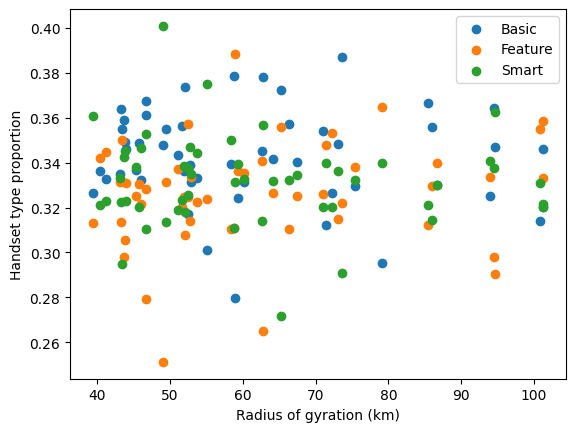 0.40
0.38
0.36
0.34
0.32
0.30
0.28
0.26
Handset type proportion
Basic
Feature
Smart
40 50 60 70 80 90 100
Radius of gyration (km)